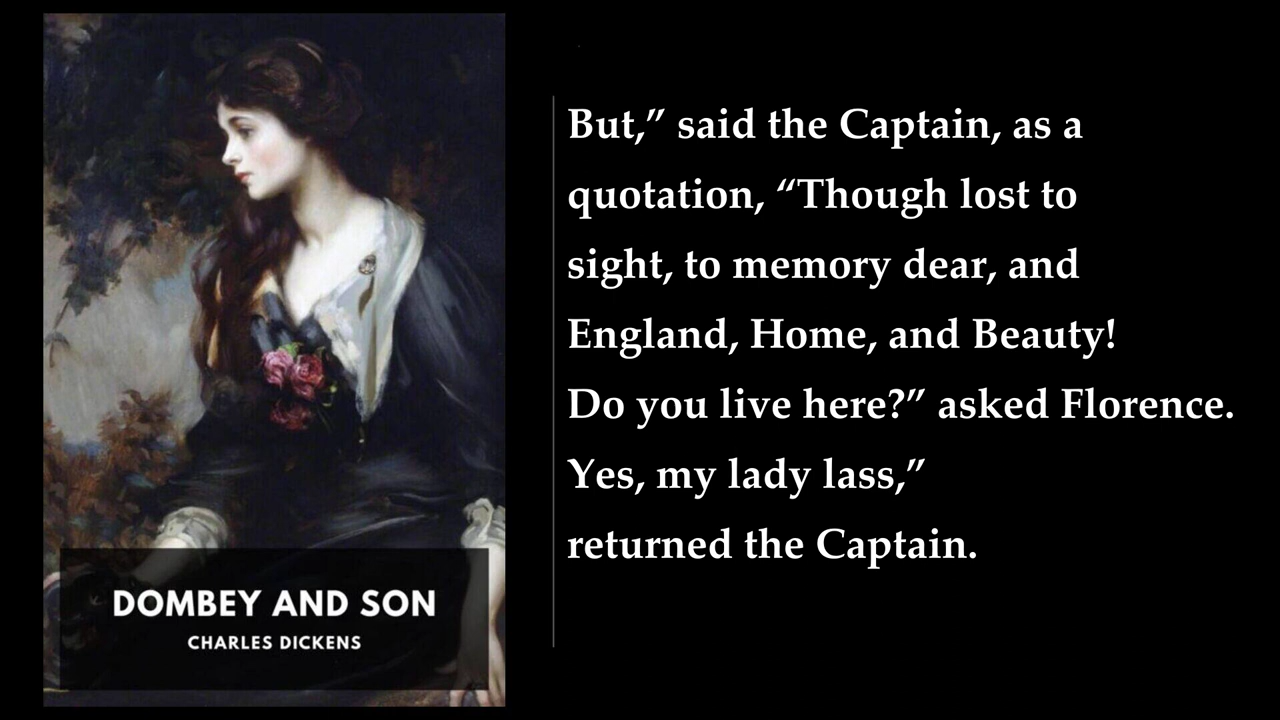 DOMBEY AND SON
CHARLES DICKENS
But,” said the Captain, as a
quotation, “Though lost to
sight, to memory dear, and
England, Home, and Beauty!
Do you live here?” asked Florence.
Yes, my lady lass,”
returned the Captain.